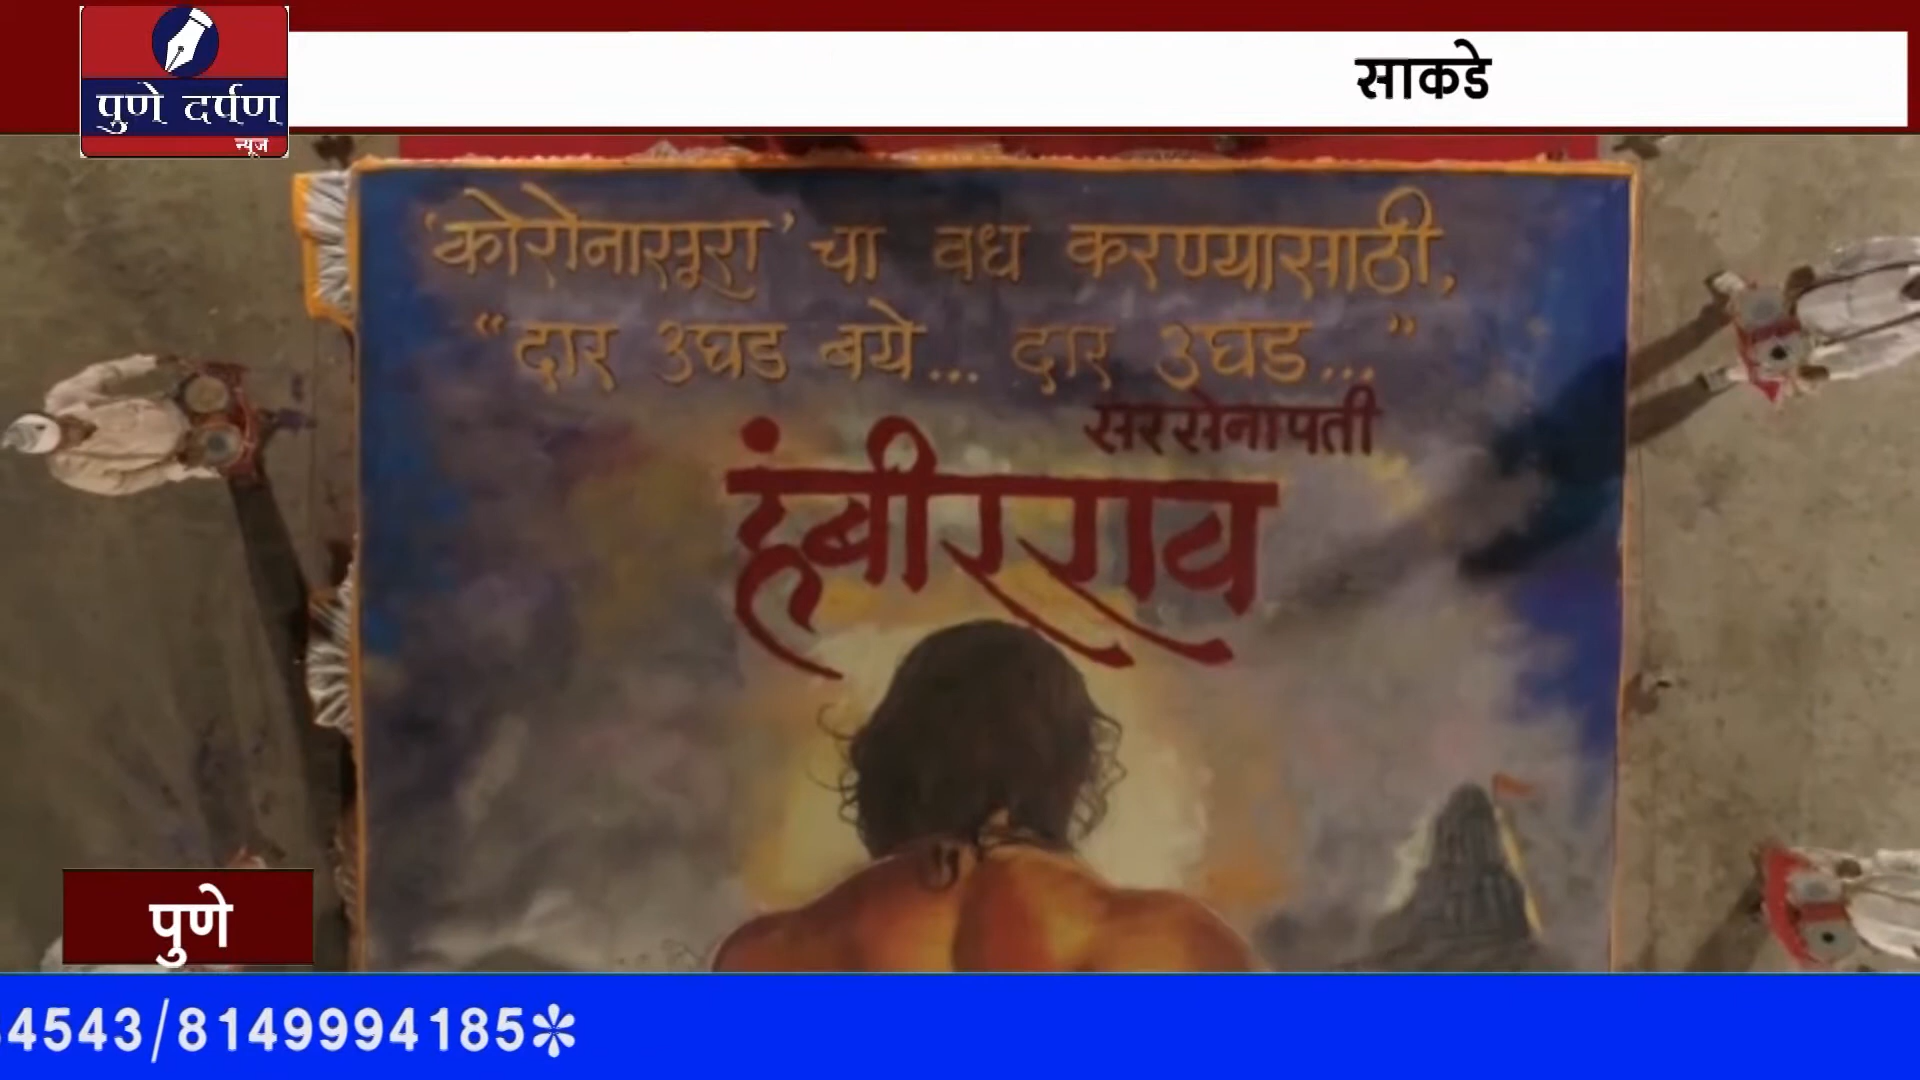 साकडे
पुणे दर्पण
न्यूज
'कोरोनासूरा' चा वध करण्यासाठी,
"दार उघड बये... दार उघड..."
सरसेनापती
हंबीरराव
पुणे
4543/8149994185*